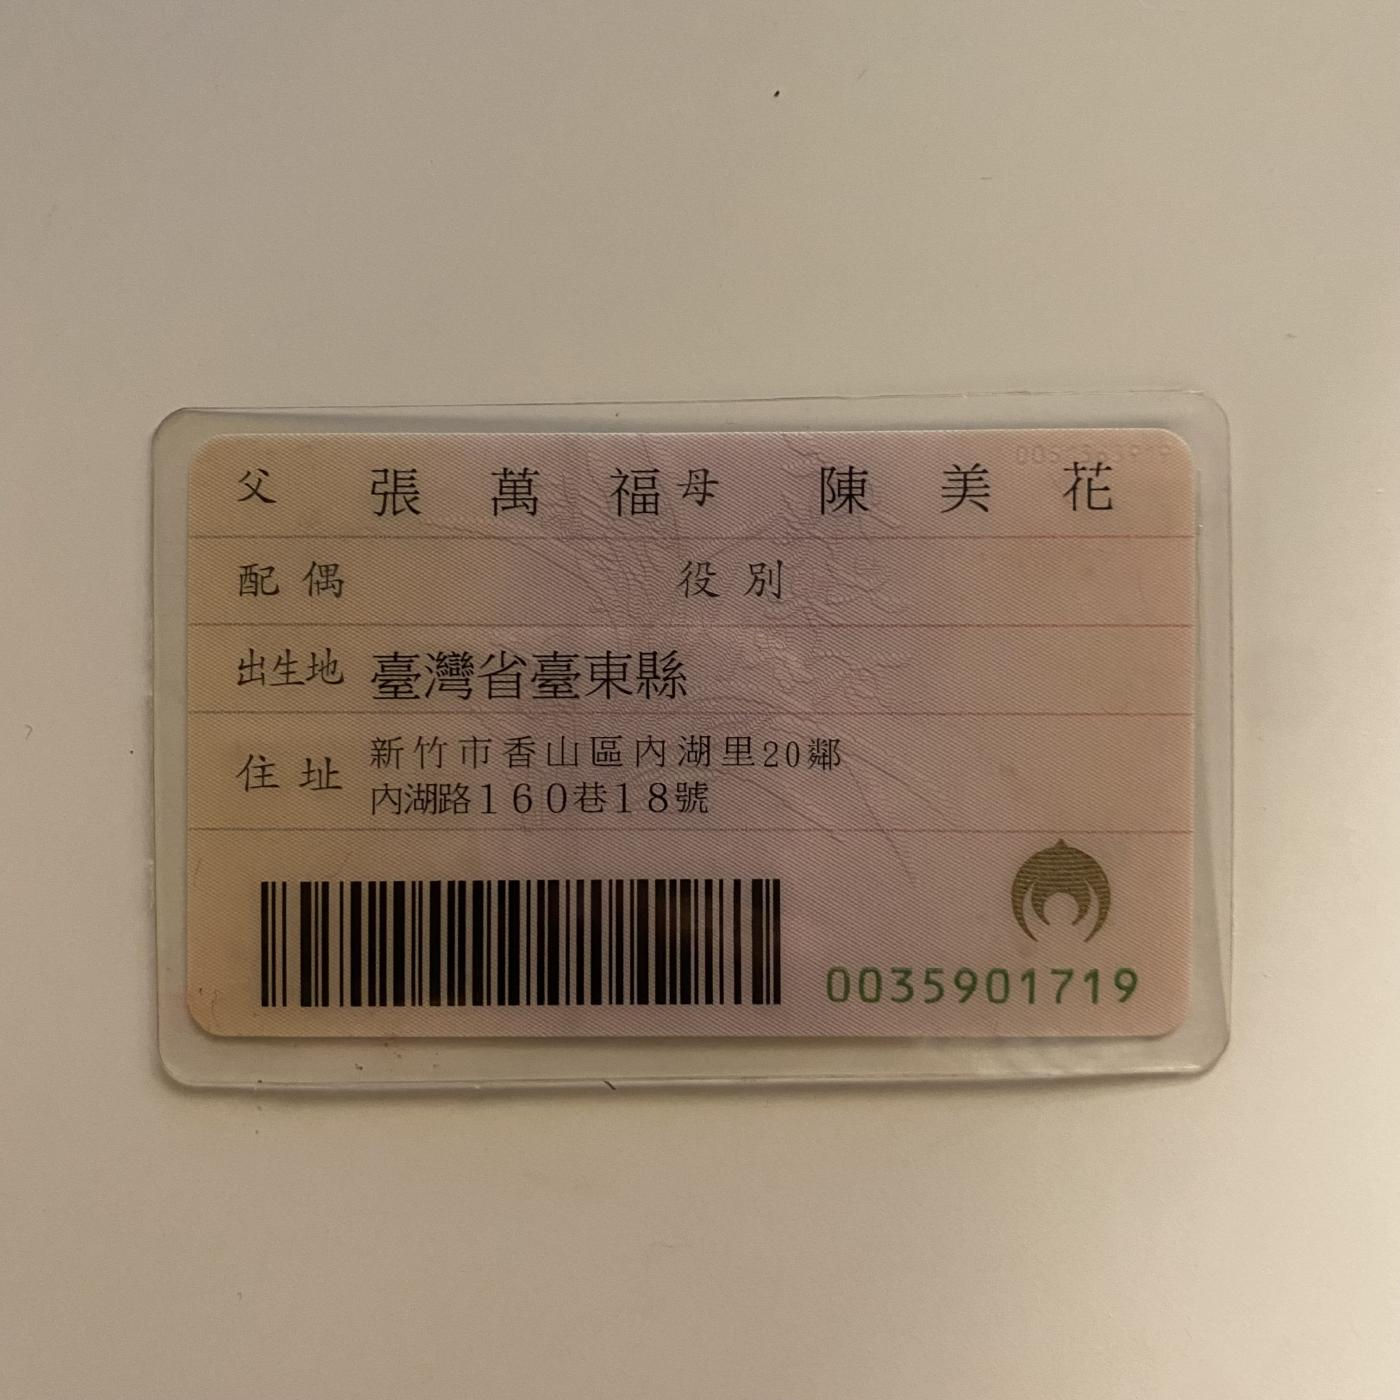 父 張萬福 母 陳美花
配偶 役別
出生地 臺灣省臺東縣
住址 新竹市香山區內湖里20鄰
內湖路160巷18號
0035901719